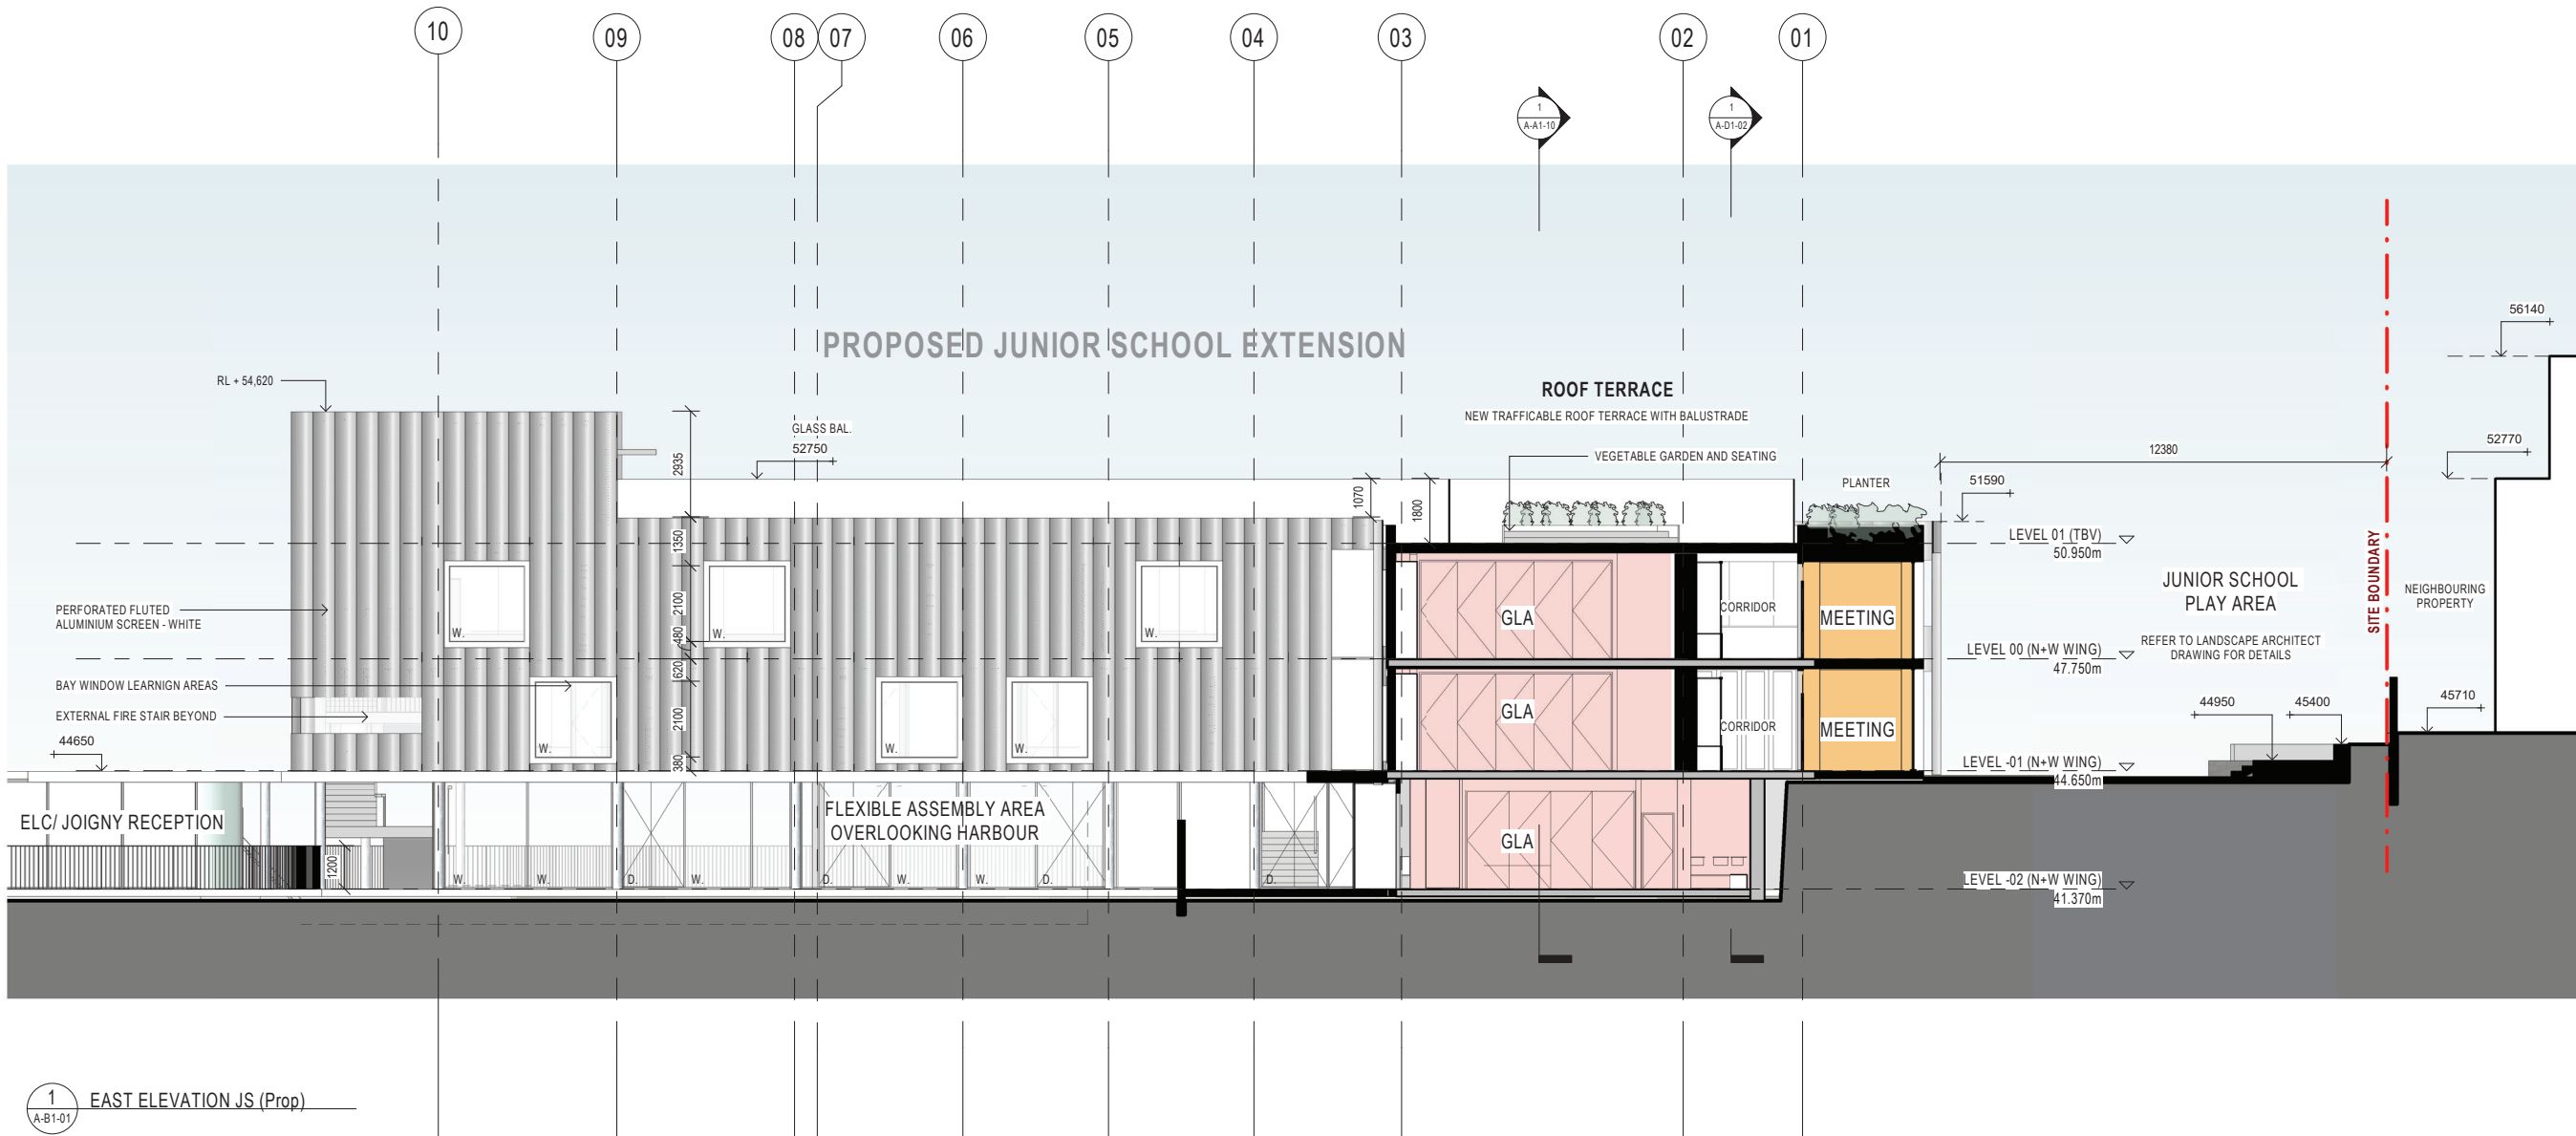 10
09
08
07
06
05
04
03
02
01
1
A-A1-10
1
A-D1-02
PROPOSED JUNIOR SCHOOL EXTENSION
RL + 54,620
2935
GLASS BAL.
52750
ROOF TERRACE
NEW TRAFFICABLE ROOF TERRACE WITH BALUSTRADE
VEGETABLE GARDEN AND SEATING
1070
1800
PLANTER
51590
12380
56140
52770
LEVEL 01 (TBV)
50.950m
1350
2100
480
620
2100
380
PERFORATED FLUTED
ALUMINIUM SCREEN - WHITE
W.
W.
W.
GLA
CORRIDOR
MEETING
JUNIOR SCHOOL
PLAY AREA
REFER TO LANDSCAPE ARCHITECT
DRAWING FOR DETAILS
SITE BOUNDARY
NEIGHBOURING
PROPERTY
LEVEL 00 (N+W WING)
47.750m
BAY WINDOW LEARNIGN AREAS
EXTERNAL FIRE STAIR BEYOND
44650
W.
W.
W.
GLA
CORRIDOR
MEETING
44950
45400
45710
LEVEL -01 (N+W WING)
44.650m
ELC/ JOIGNY RECEPTION
FLEXIBLE ASSEMBLY AREA
OVERLOOKING HARBOUR
GLA
1200
W.
W.
D.
W.
D.
W.
W.
D.
D.
LEVEL -02 (N+W WING)
41.370m
1
A-B1-01
EAST ELEVATION JS (Prop)